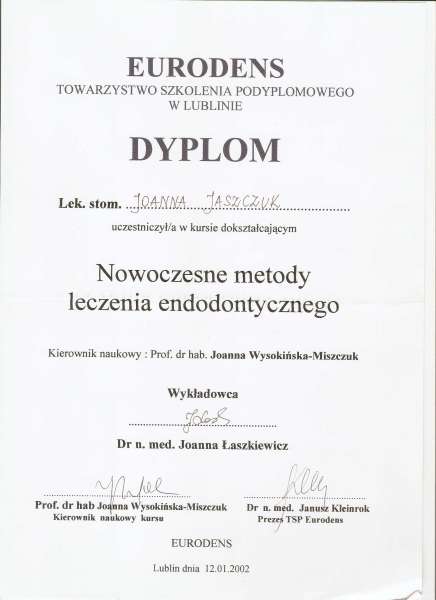 EURODENS
TOWARZYSTWO SZKOLENIA PODYPLOMOWEGO
W LUBLINIE
DYPLOM
Lek. stom. JOANNA JASZCZUK
uczestniczył/a w kursie dokształcającym
Nowoczesne metody
leczenia endodontycznego
Kierownik naukowy : Prof. dr hab. Joanna Wysokińska-Miszczuk
Wykładowca
Dr n. med. Joanna Łaszkiewicz
Prof. dr hab Joanna Wysokińska-Miszczuk
Kierownik naukowy kursu
Dr n. med. Janusz Kleinrok
Prezes TSP Eurodens
EURODENS
Lublin dnia 12.01.2002